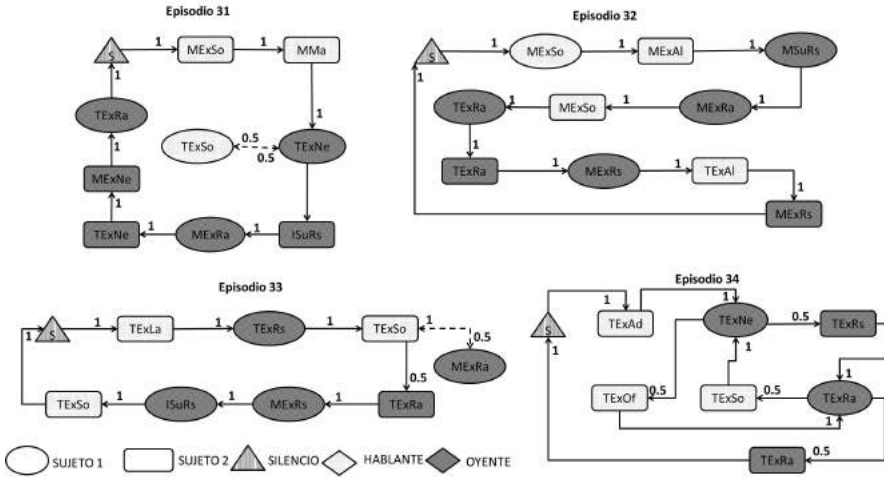 Episodio 31
S 1 MExSo 1 MMa
1 1
TExRa
TExSo 0.5 0.5 TExNe
1
MExNe
1 1
TExNe 1 MExRa 1 ISuRs
Episodio 32
S 1 MExSo 1 MExAl 1 MSuRs
1
TExRa 1 MExSo 1 MExRa 1
1
TExRa 1 MExRs 1 TExAl
1
MExRs
Episodio 33
S 1 TExLa 1 TExRs 1 TExSo 1
1
0.5
MExRa
0.5
TExSo 1 ISuRs 1 MExRs 1 TExRa
Episodio 34
1
S TExAd 1 TExNe 0.5 TExRs
1 1 1
TExOf 0.5 TExSo 0.5 TExRa
1
TExRa 0.5
SUJETO 1 SUJETO 2 SILENCIO HABLANTE OYENTE